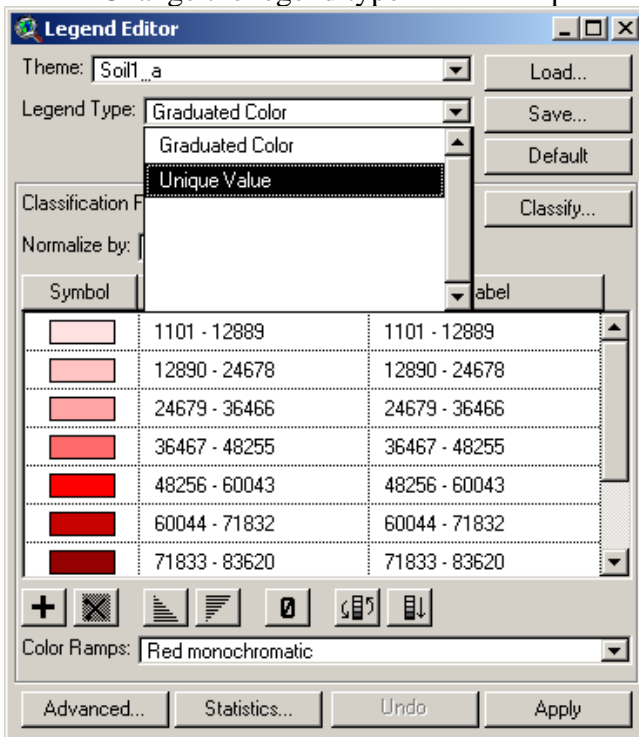 Legend Editor
Theme: Soil1_a
Load...
Legend Type: Graduated Color
Save...
Graduated Color
Default
Unique Value
Classification F
Classify...
Normalize by:
Symbol
abel
1101 - 12889 1101 - 12889
12890 - 24678 12890 - 24678
24679 - 36466 24679 - 36466
36467 - 48255 36467 - 48255
48256 - 60043 48256 - 60043
60044 - 71832 60044 - 71832
71833 - 83620 71833 - 83620
0
Color Ramps: Red monochromatic
Advanced... Statistics... Undo Apply